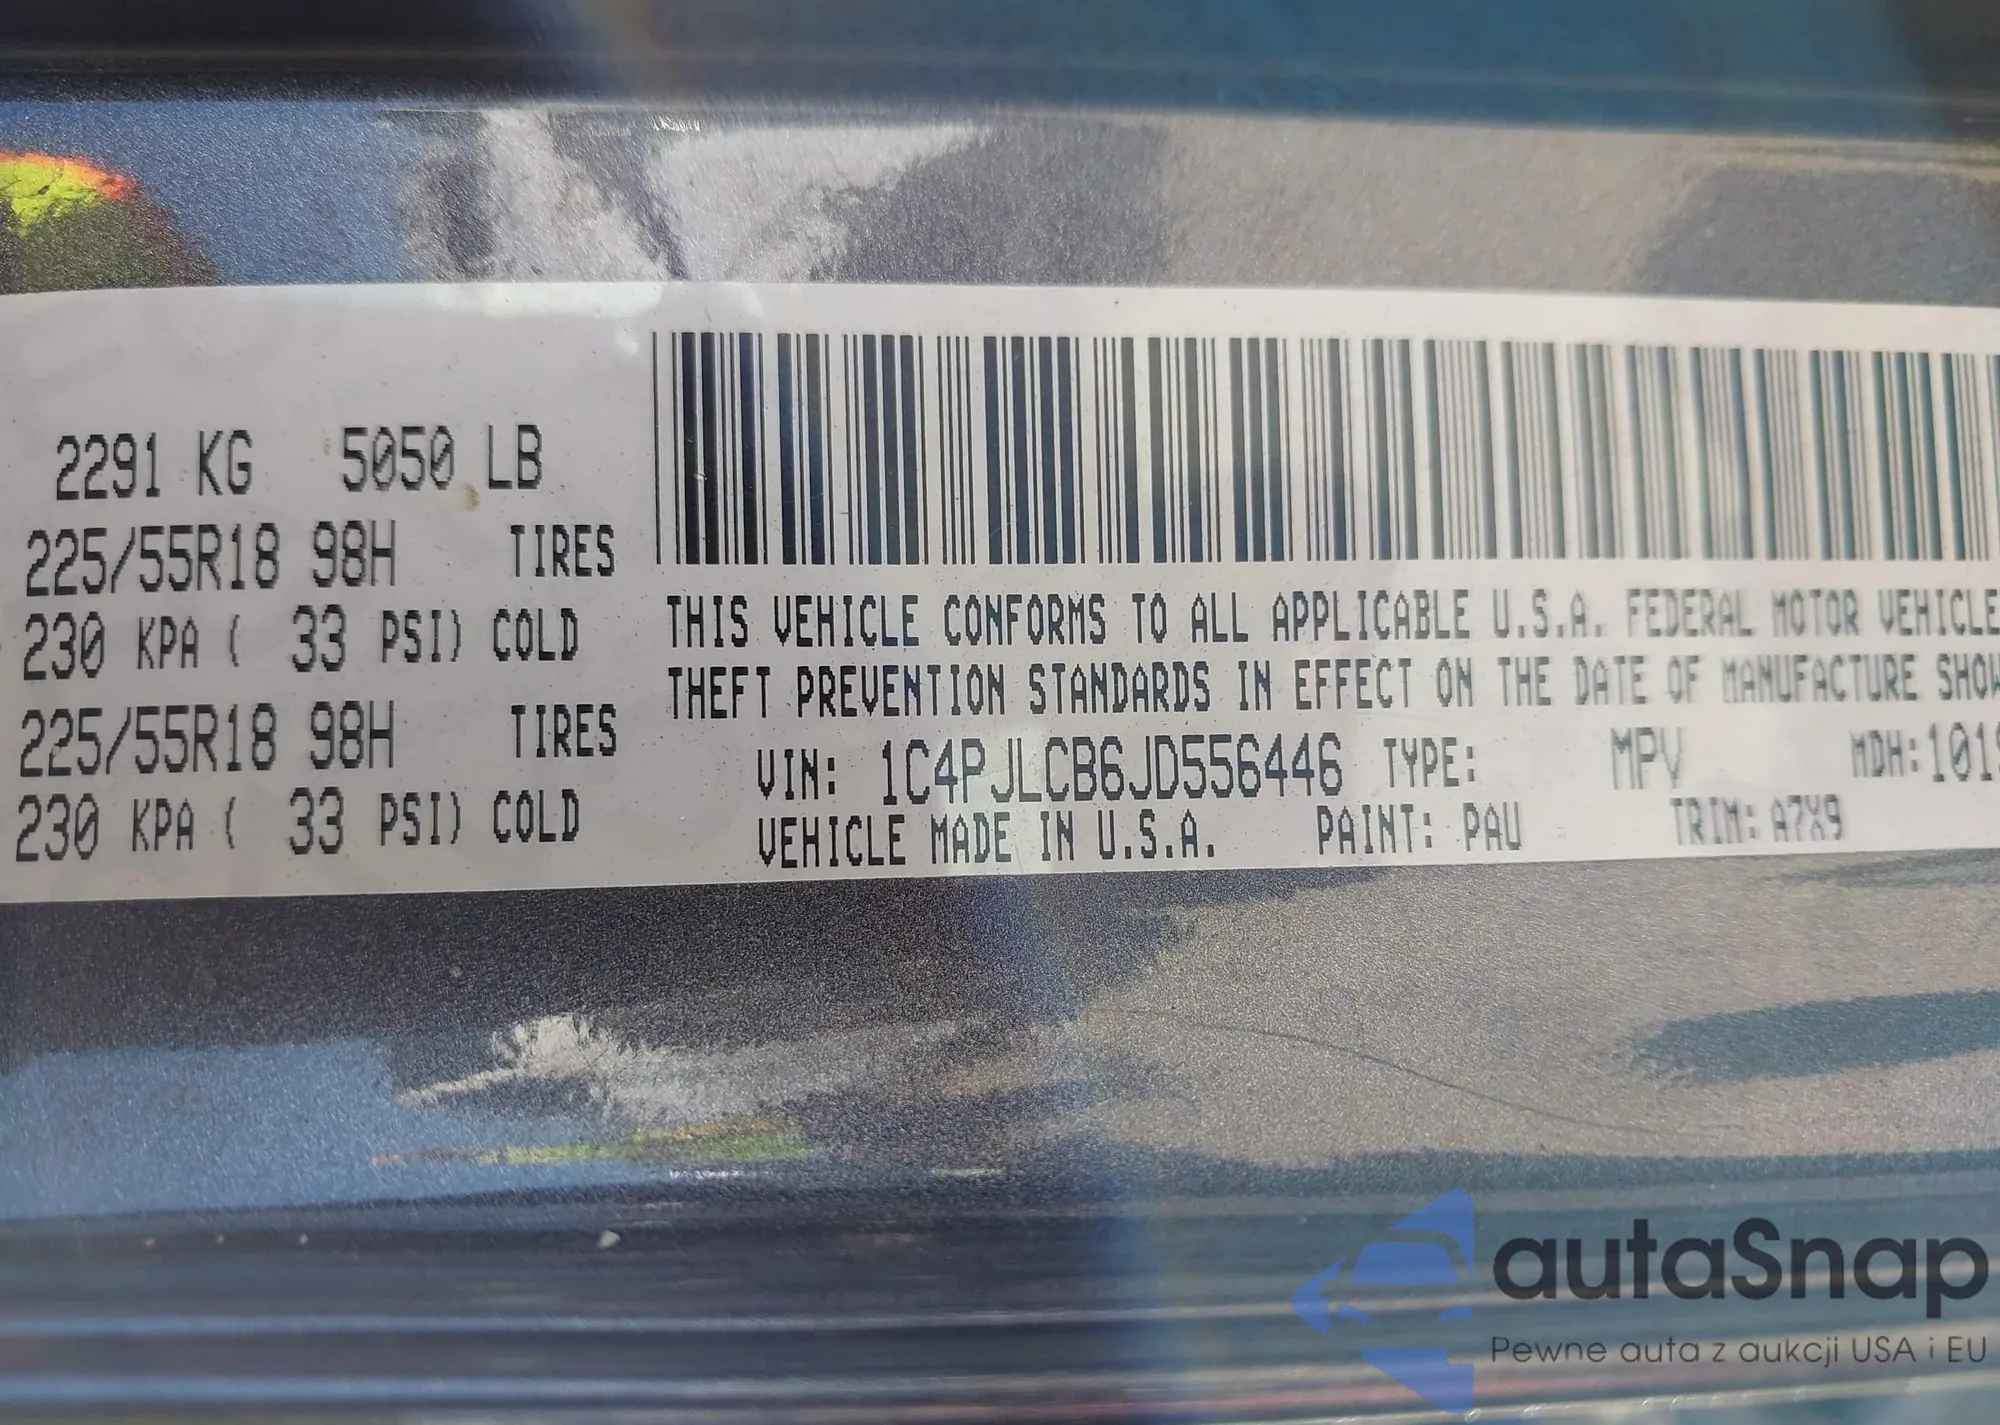 2291 KG 5050 LB
225/55R18 98H TIRES
230 KPA ( 33 PSI) COLD
225/55R18 98H TIRES
230 KPA ( 33 PSI) COLD
THIS VEHICLE CONFORMS TO ALL APPLICABLE U.S.A. FEDERAL MOTOR VEHICLE
THEFT PREVENTION STANDARDS IN EFFECT ON THE DATE OF MANUFACTURE SHOW
VIN: 1C4PJLCB6JD556446 TYPE: MPV MDH:1019
VEHICLE MADE IN U.S.A. PAINT: PAU TRIM: A7X9
autaSnap
Pewne auta z aukcji USA i EU